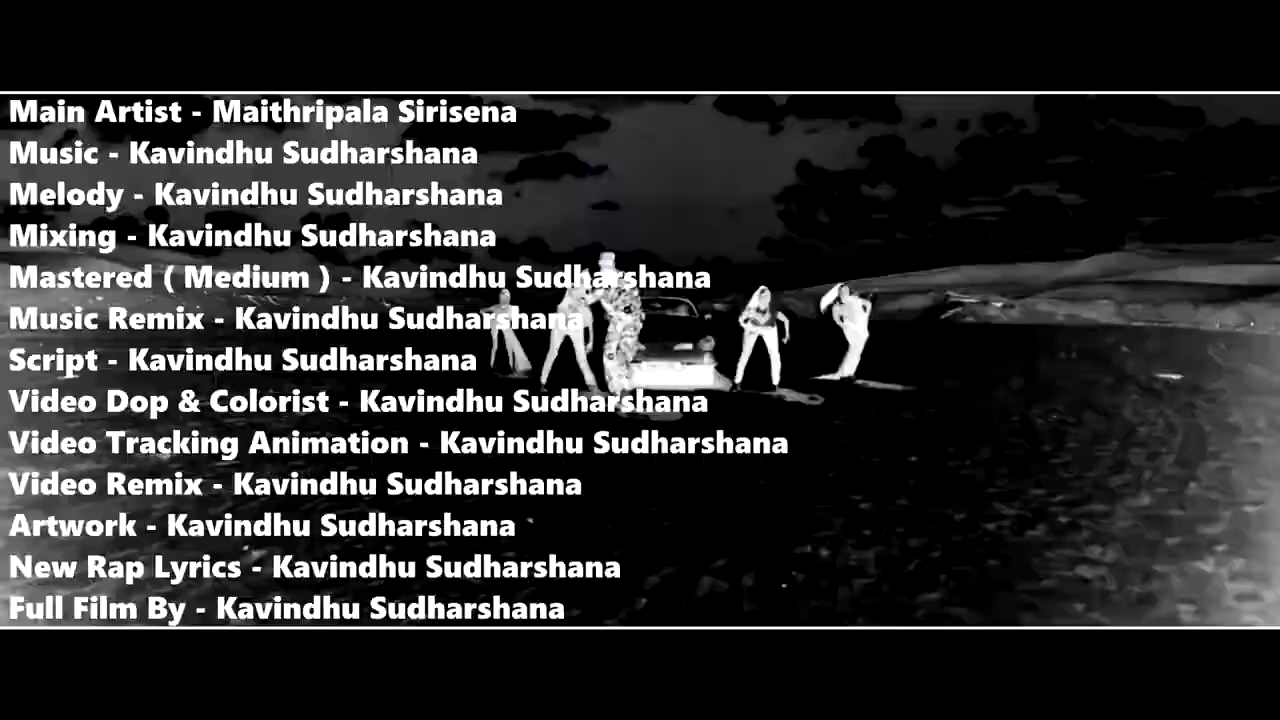 Main Artist - Maithripala Sirisena
Music - Kavindhu Sudharshana
Melody - Kavindhu Sudharshana
Mixing - Kavindhu Sudharshana
Mastered ( Medium ) - Kavindhu Sudharshana
Music Remix - Kavindhu Sudharshana
Script - Kavindhu Sudharshana
Video Dop & Colorist - Kavindhu Sudharshana
Video Tracking Animation - Kavindhu Sudharshana
Video Remix - Kavindhu Sudharshana
Artwork - Kavindhu Sudharshana
New Rap Lyrics - Kavindhu Sudharshana
Full Film By - Kavindhu Sudharshana